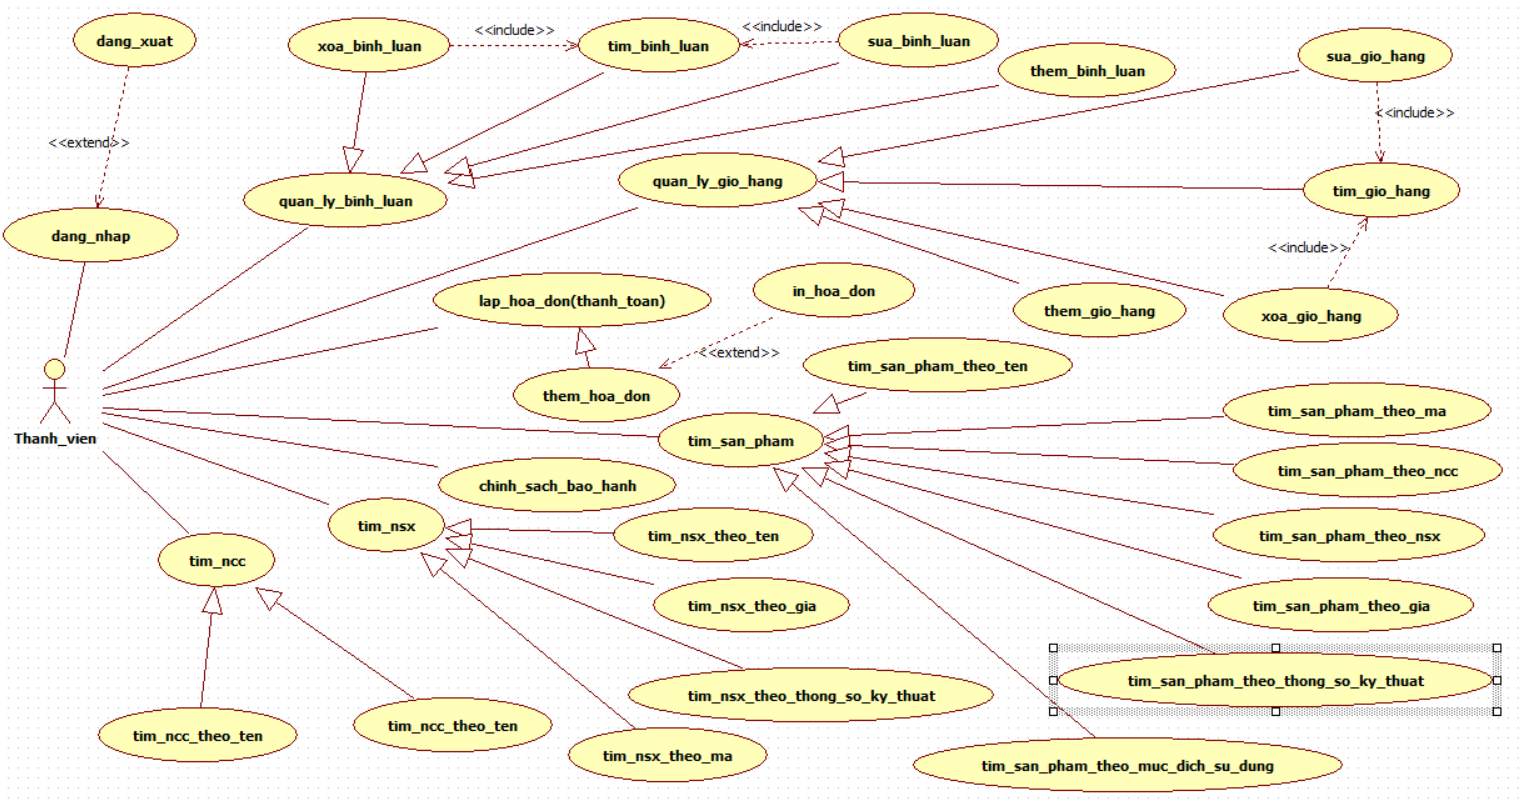 dang_xuat
xoa_binh_luan
<<include>>
tim_binh_luan
<<include>>
sua_binh_luan
them_binh_luan
sua_gio_hang
<<extend>>
<<include>>
quan_ly_binh_luan
quan_ly_gio_hang
tim_gio_hang
dang_nhap
<<include>>
lap_hoa_don(thanh_toan)
in_hoa_don
them_gio_hang
xoa_gio_hang
<<extend>>
them_hoa_don
tim_san_pham_theo_ten
Thanh_vien
tim_san_pham
tim_san_pham_theo_ma
chinh_sach_bao_hanh
tim_san_pham_theo_ncc
tim_nsx
tim_nsx_theo_ten
tim_san_pham_theo_nsx
tim_ncc
tim_nsx_theo_gia
tim_san_pham_theo_gia
tim_nsx_theo_thong_so_ky_thuat
tim_san_pham_theo_thong_so_ky_thuat
tim_ncc_theo_ten
tim_ncc_theo_ten
tim_nsx_theo_ma
tim_san_pham_theo_muc_dich_su_dung